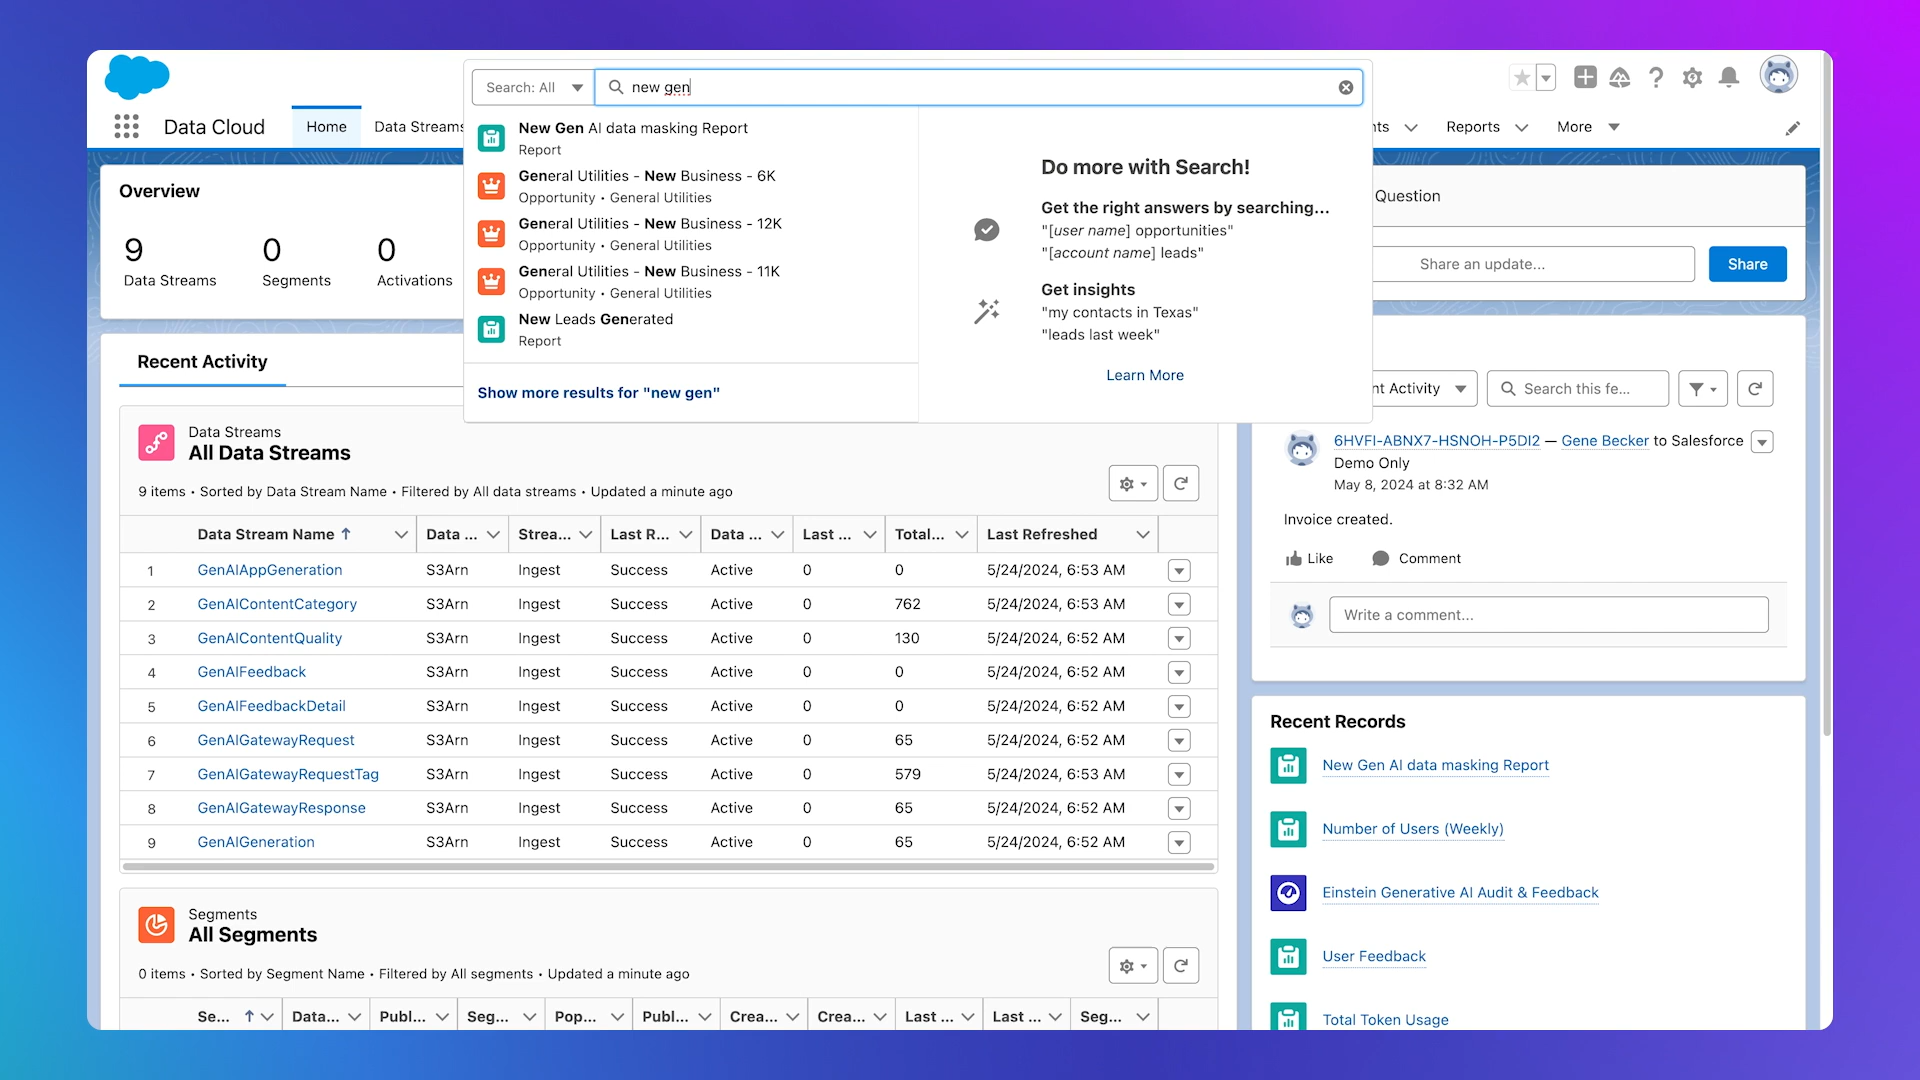 Search: All
new gen
Data Cloud
Home
Data Streams
Reports
More
New Gen AI data masking Report
Report
General Utilities - New Business - 6K
Opportunity • General Utilities
General Utilities - New Business - 12K
Opportunity • General Utilities
General Utilities - New Business - 11K
Opportunity • General Utilities
New Leads Generated
Report
Show more results for "new gen"
Do more with Search!
Get the right answers by searching...
"[user name] opportunities"
"[account name] leads"
Get insights
"my contacts in Texas"
"leads last week"
Learn More
Overview
9
Data Streams
0
Segments
0
Activations
Recent Activity
Data Streams
All Data Streams
9 items • Sorted by Data Stream Name • Filtered by All data streams • Updated a minute ago
Data Stream Name Data ... Strea... Last R... Data ... Last ... Total... Last Refreshed
1 GenAIAppGeneration S3Arn Ingest Success Active 0 0 5/24/2024, 6:53 AM
2 GenAIContentCategory S3Arn Ingest Success Active 0 762 5/24/2024, 6:53 AM
3 GenAIContentQuality S3Arn Ingest Success Active 0 130 5/24/2024, 6:52 AM
4 GenAIFeedback S3Arn Ingest Success Active 0 0 5/24/2024, 6:52 AM
5 GenAIFeedbackDetail S3Arn Ingest Success Active 0 0 5/24/2024, 6:52 AM
6 GenAIGatewayRequest S3Arn Ingest Success Active 0 65 5/24/2024, 6:52 AM
7 GenAIGatewayRequestTag S3Arn Ingest Success Active 0 579 5/24/2024, 6:53 AM
8 GenAIGatewayResponse S3Arn Ingest Success Active 0 65 5/24/2024, 6:52 AM
9 GenAIGeneration S3Arn Ingest Success Active 0 65 5/24/2024, 6:52 AM
Segments
All Segments
0 items • Sorted by Segment Name • Filtered by All segments • Updated a minute ago
Se... Data... Publ... Seg... Pop... Publ... Crea... Crea... Last ... Last ... Seg...
Question
Share an update...
Share
Activity
Search this fe...
6HVFI-ABNX7-HSNOH-P5DI2 — Gene Becker to Salesforce
Demo Only
May 8, 2024 at 8:32 AM
Invoice created.
Like
Comment
Write a comment...
Recent Records
New Gen AI data masking Report
Number of Users (Weekly)
Einstein Generative AI Audit & Feedback
User Feedback
Total Token Usage